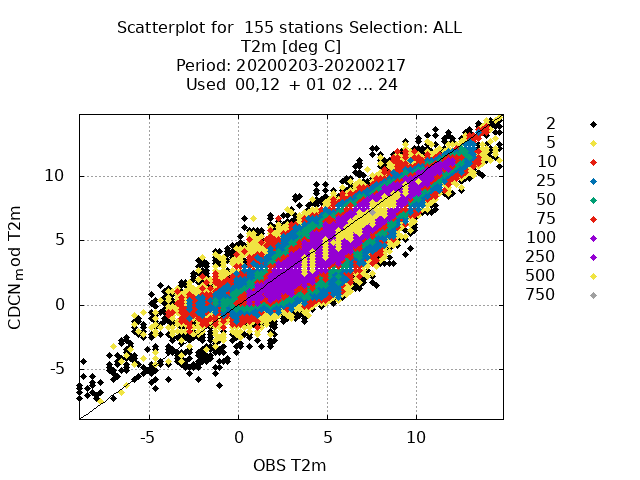 Scatterplot for 155 stations Selection: ALL
T2m [deg C]
Period: 20200203-20200217
Used 00,12 + 01 02 ... 24
2
5
10
25
50
75
100
250
500
750
10
5
0
-5
CDCN_mod T2m
-5 0 5 10
OBS T2m